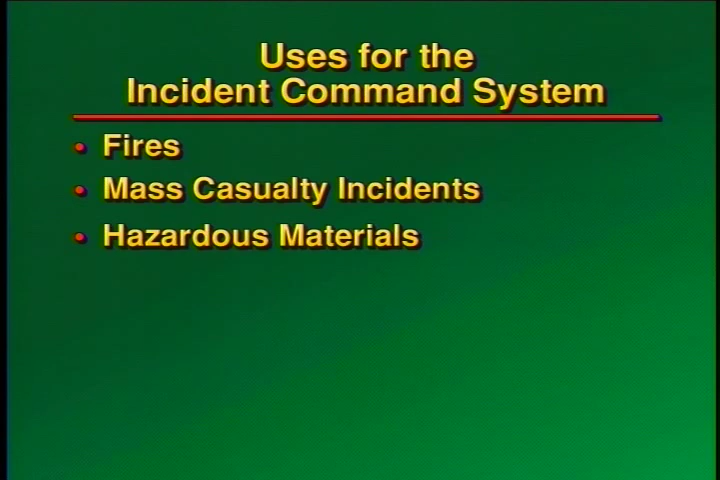 Uses for the
Incident Command System
• Fires
• Mass Casualty Incidents
• Hazardous Materials